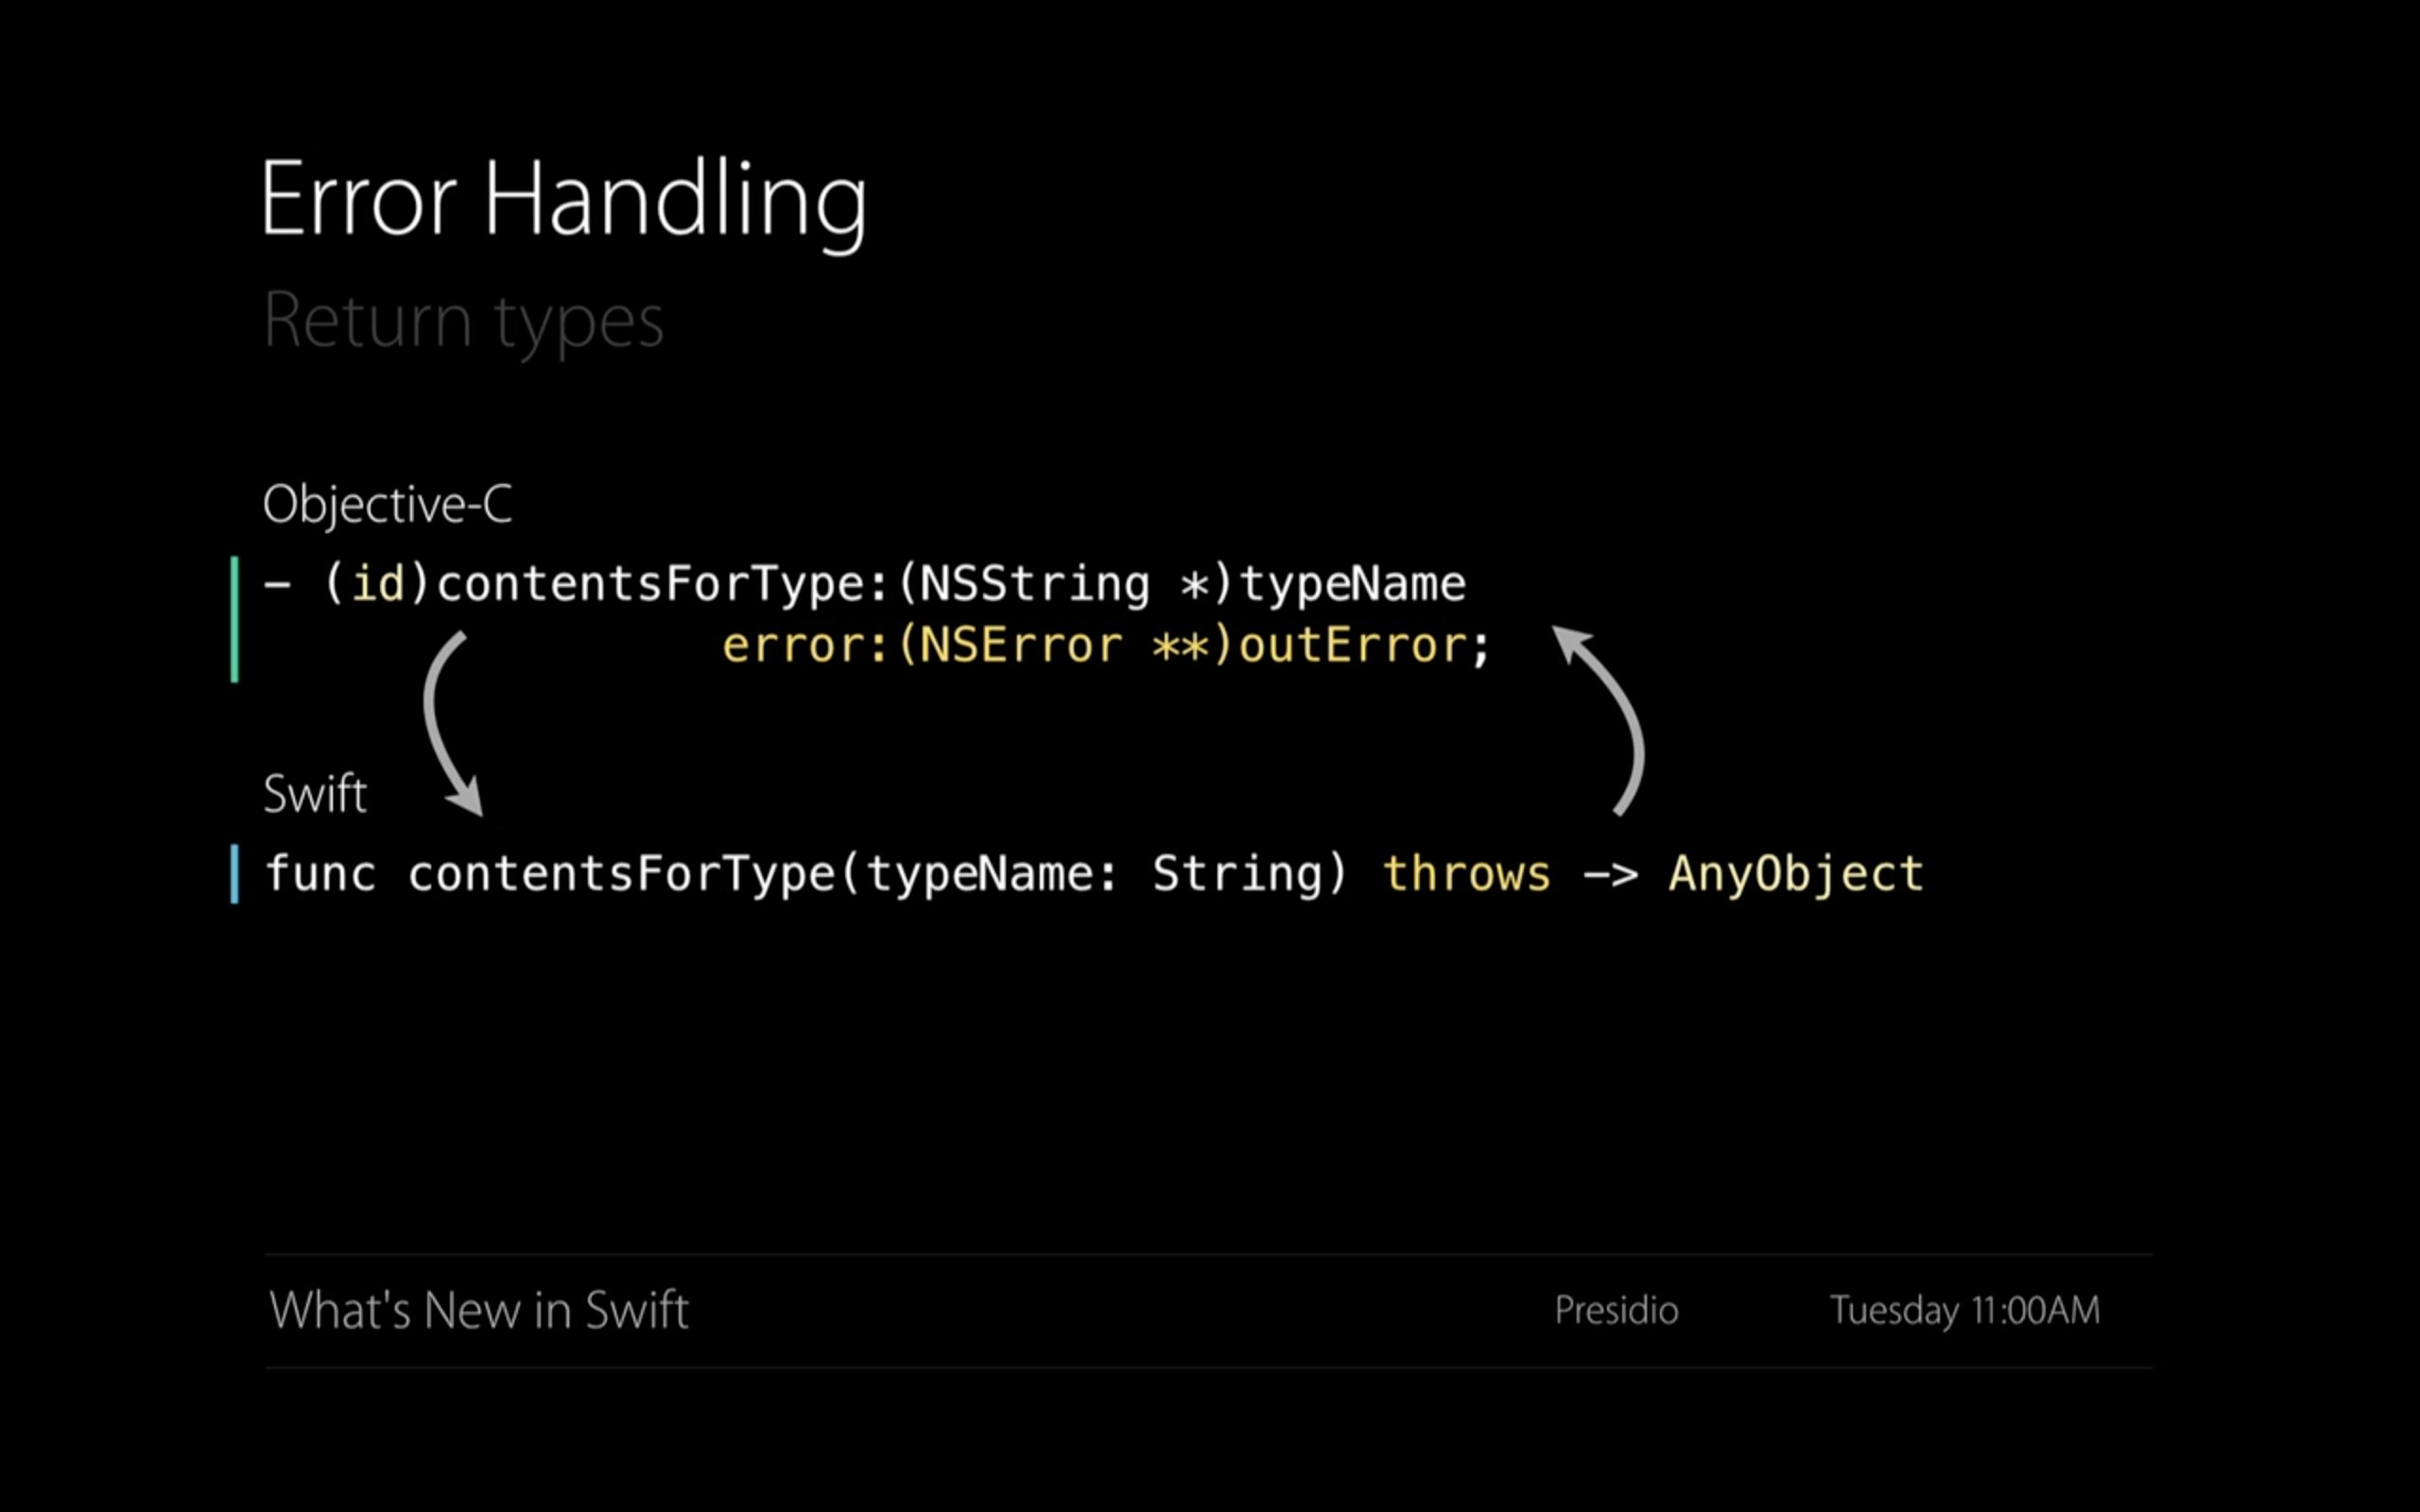 Error Handling
Return types
Objective-C
– (id)contentsForType:(NSString *)typeName
error:(NSError **)outError;
Swift
func contentsForType(typeName: String) throws –> AnyObject
What's New in Swift Presidio Tuesday 11:00AM